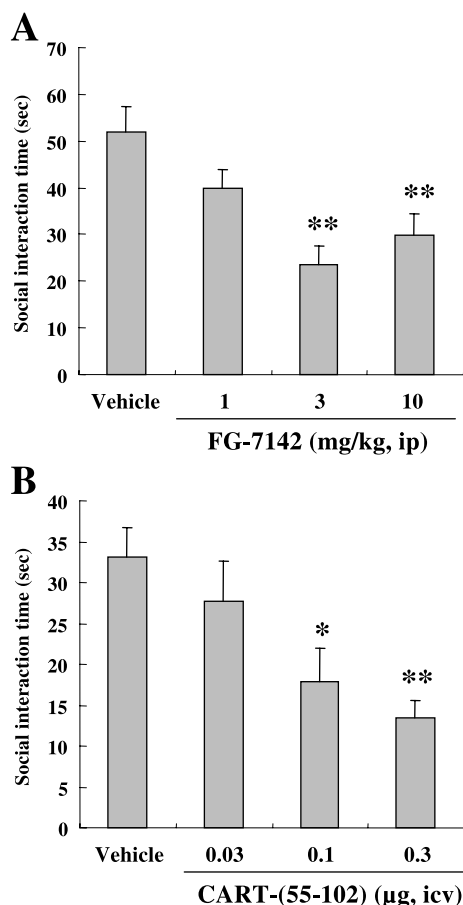 A
Social interaction time (sec)
70
60
50
40
30
20
10
0
**
**
Vehicle 1 3 10
FG-7142 (mg/kg, ip)
B
Social interaction time (sec)
40
35
30
25
20
15
10
5
0
*
**
Vehicle 0.03 0.1 0.3
CART-(55-102) (μg, icv)